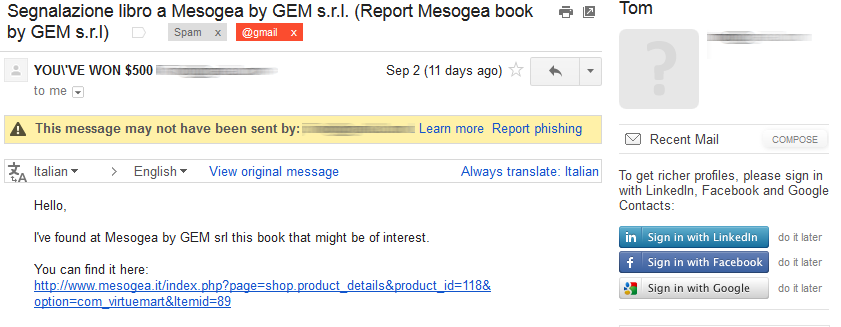 Segnalazione libro a Mesogea by GEM s.r.l. (Report Mesogea book
by GEM s.r.l)
Spam x
@gmail x
YOU\'VE WON $500
Sep 2 (11 days ago)
to me
This message may not have been sent by:
Learn more Report phishing
Italian > English View original message Always translate: Italian
Hello,
I've found at Mesogea by GEM srl this book that might be of interest.
You can find it here:
http://www.mesogea.it/index.php?page=shop.product_details&product_id=118&
option=com_virtuemart&Itemid=89
Tom
?
Recent Mail COMPOSE
To get richer profiles, please sign in
with LinkedIn, Facebook and Google
Contacts:
in Sign in with LinkedIn do it later
f Sign in with Facebook do it later
g Sign in with Google do it later